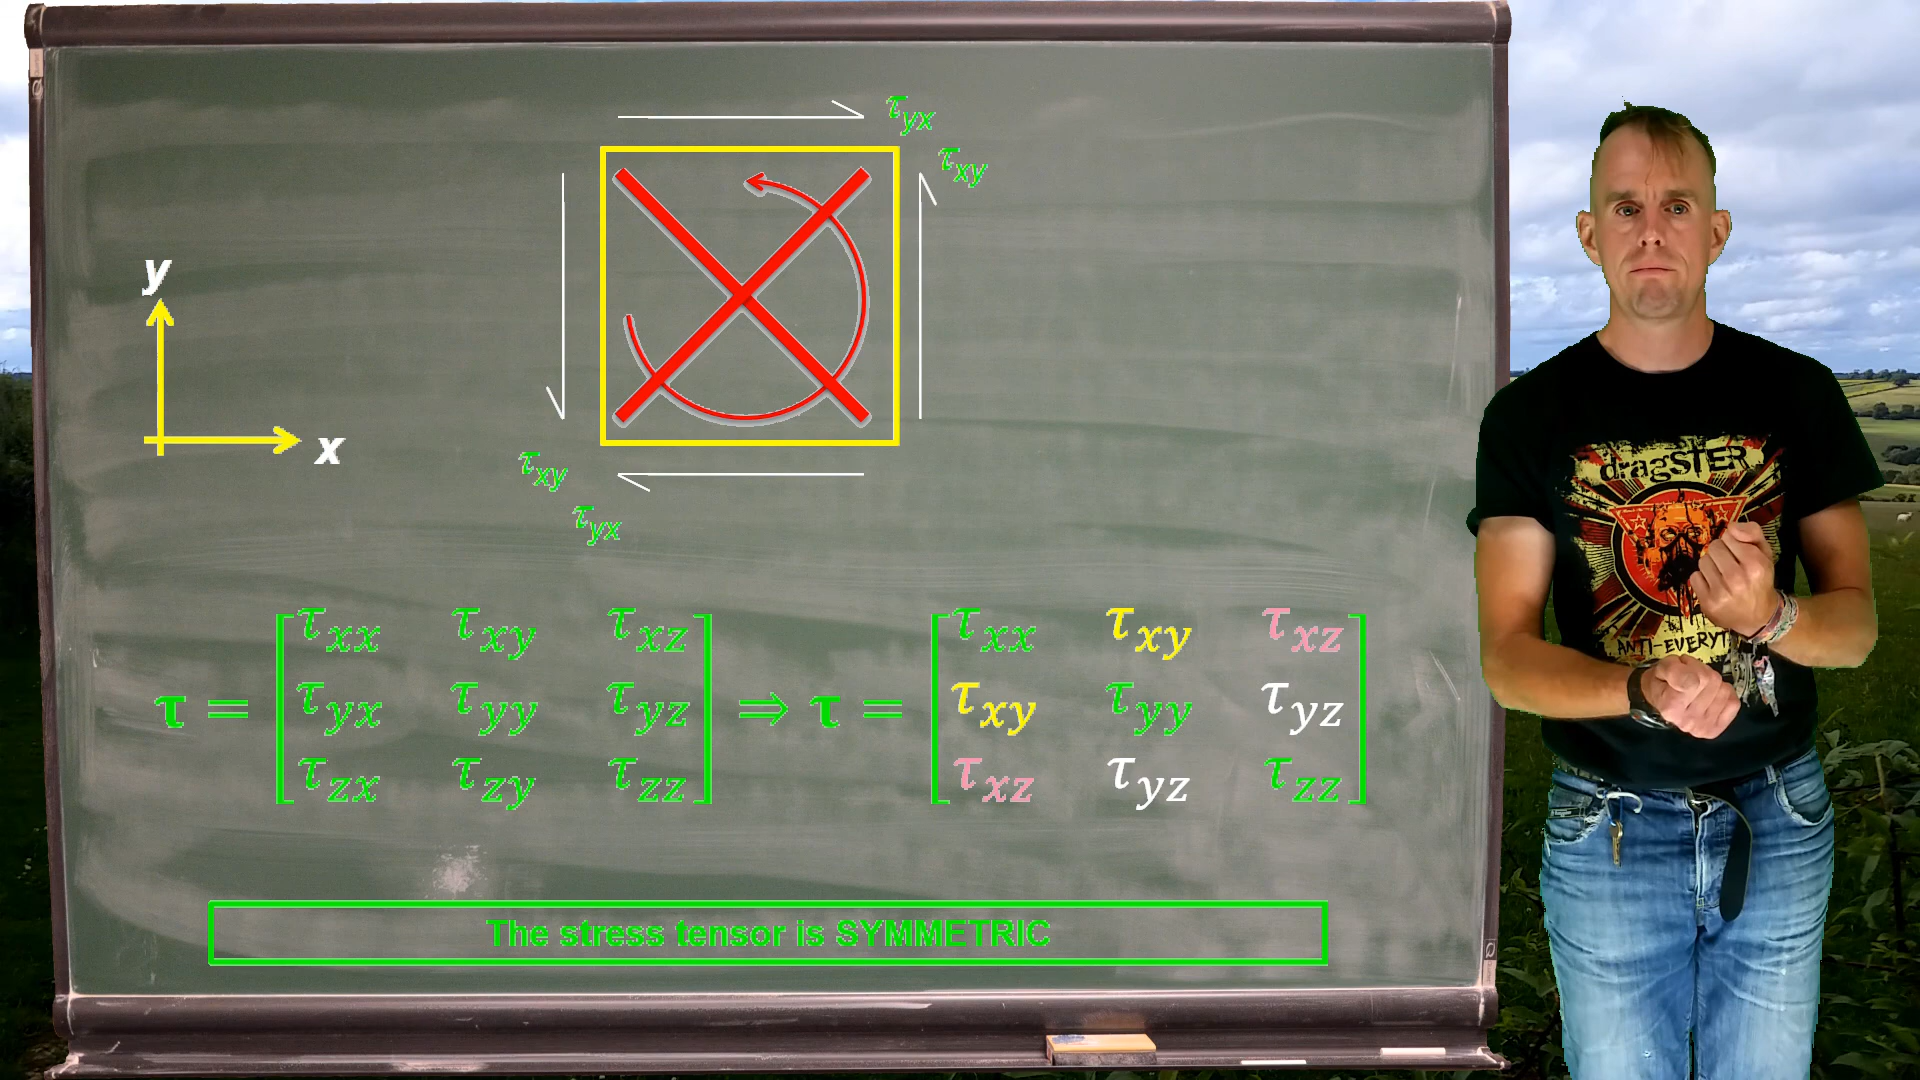 τyx
τxy
y
x
τxy
τyx
τ = [τxx τxy τxz
τyx τyy τyz
τzx τzy τzz] ⇒ τ = [τxx τxy τxz
τxy τyy τyz
τxz τyz τzz]
The stress tensor is SYMMETRIC
dragSTER
ANTI-EVERYT